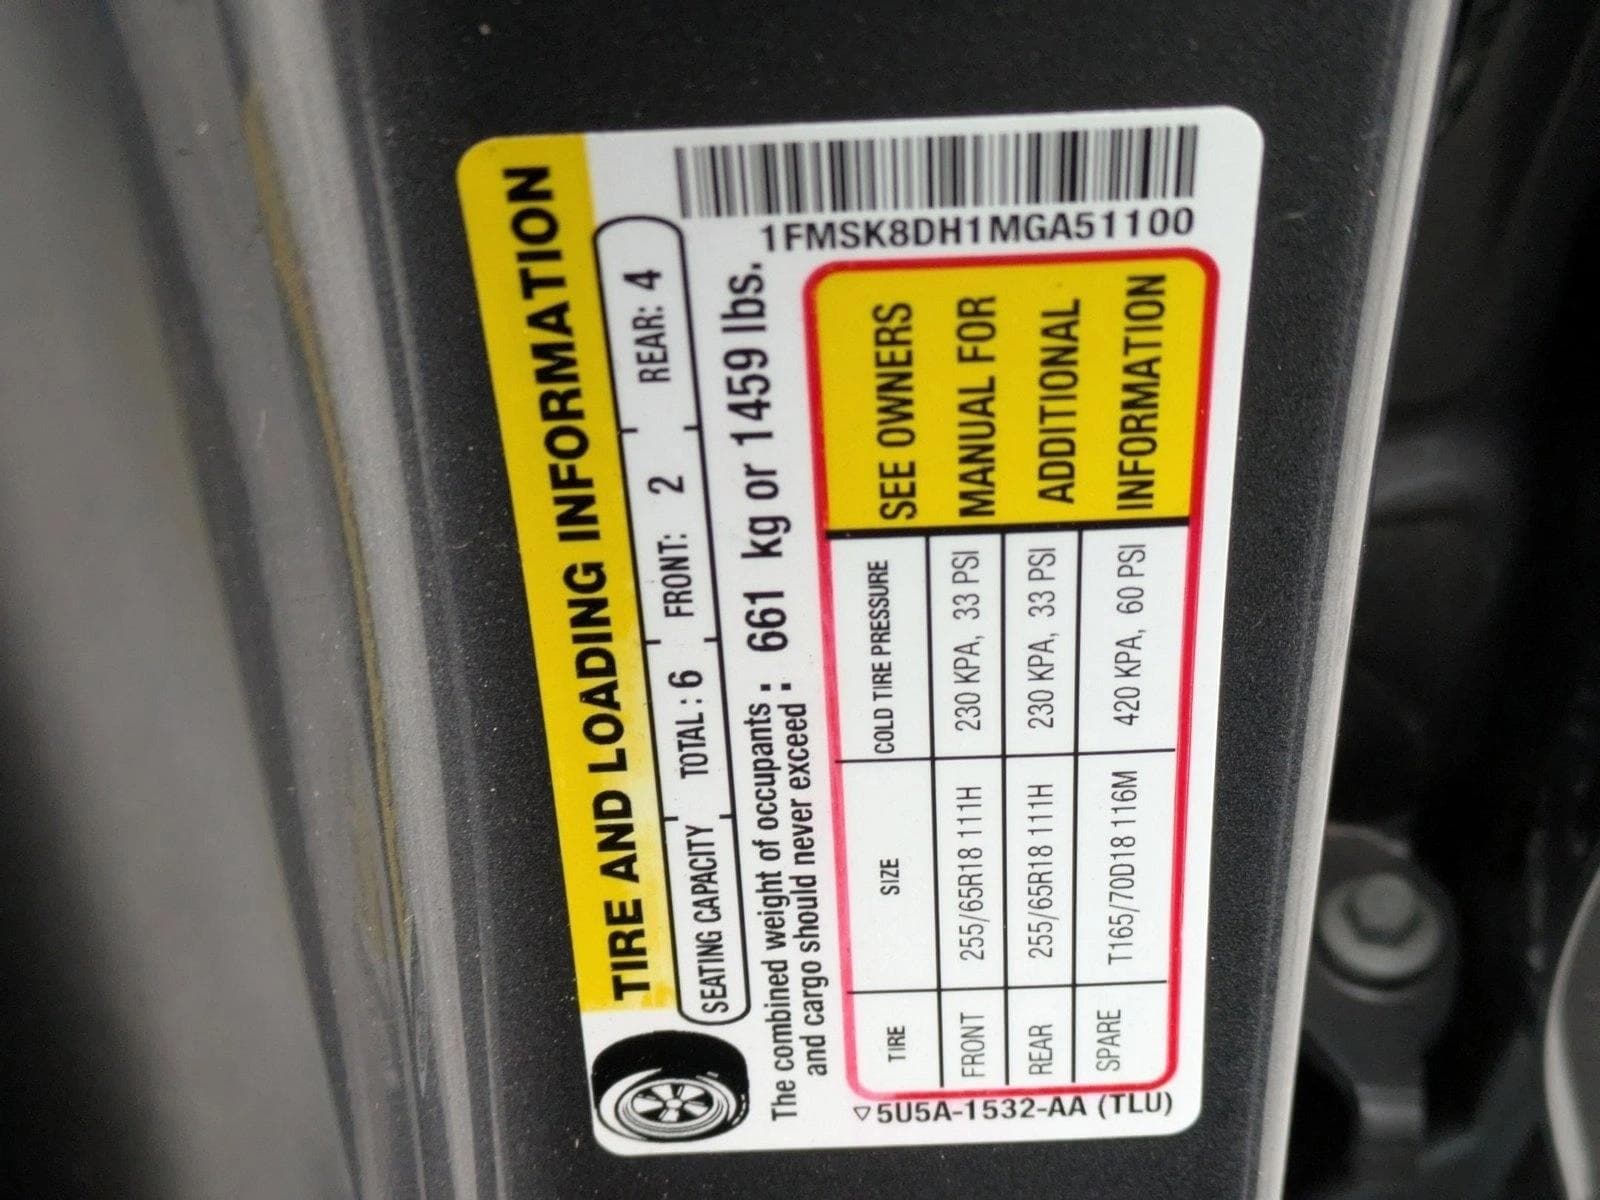 TIRE AND LOADING INFORMATION
SEATING CAPACITY TOTAL : 6 FRONT: 2 REAR: 4
The combined weight of occupants : 661 kg or 1459 lbs.
and cargo should never exceed :
1FMSK8DH1MGA51100
TIRE SIZE COLD TIRE PRESSURE
FRONT 255/65R18 111H 230 KPA, 33 PSI
REAR 255/65R18 111H 230 KPA, 33 PSI
SPARE T165/70D18 116M 420 KPA, 60 PSI
SEE OWNERS
MANUAL FOR
ADDITIONAL
INFORMATION
5U5A-1532-AA (TLU)